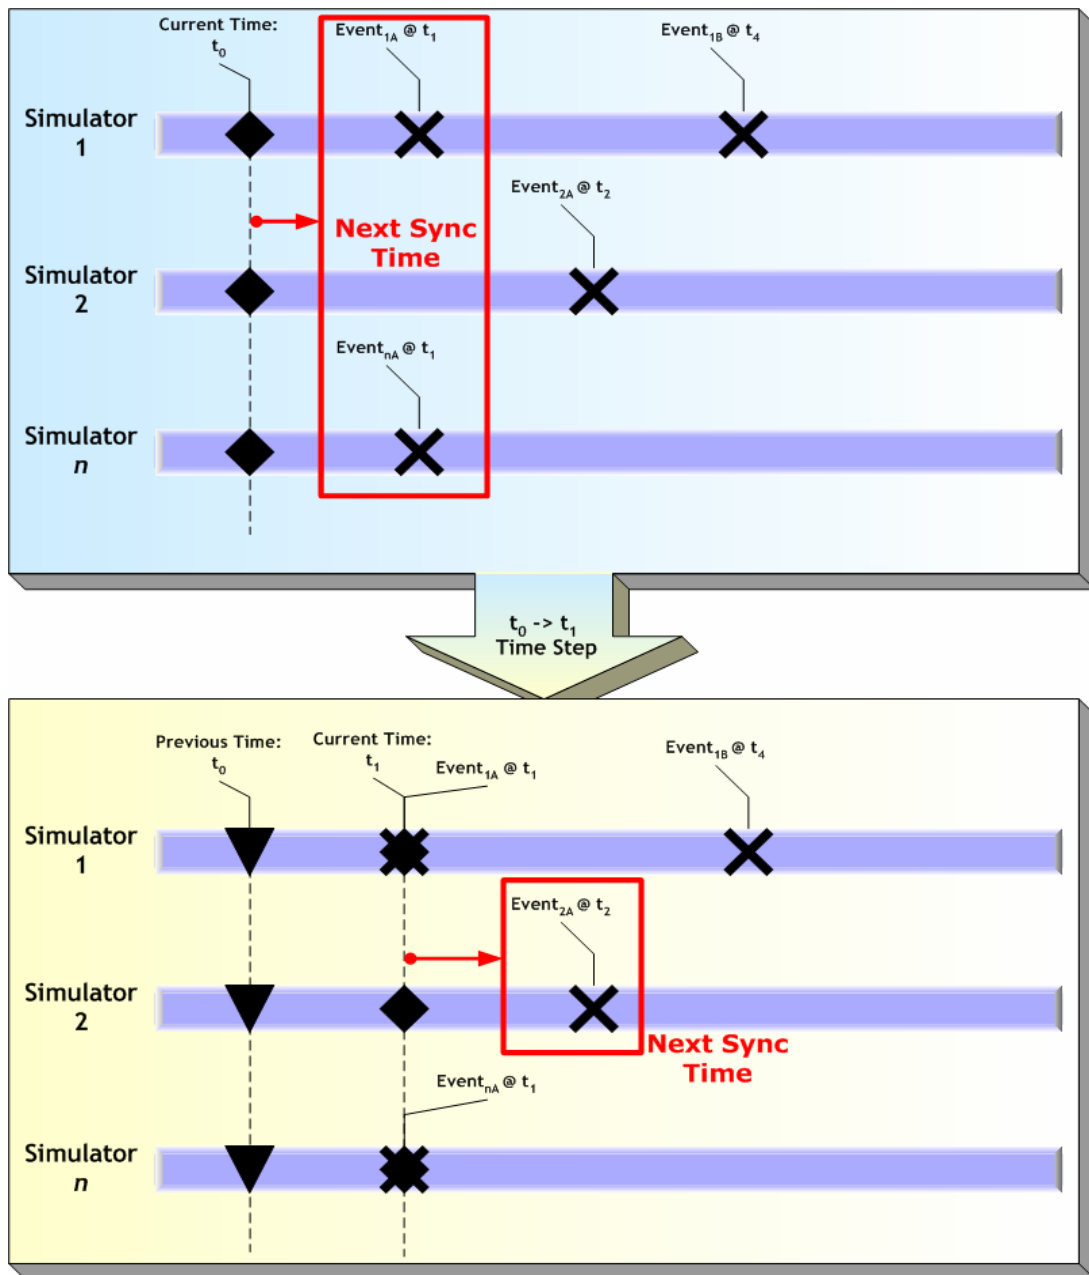 Current Time:
t0
Event1A @ t1
Event1B @ t4
Simulator
1
Event2A @ t2
Next Sync
Time
Simulator
2
EventnA @ t1
Simulator
n
t0 -> t1
Time Step
Previous Time:
t0
Current Time:
t1
Event1A @ t1
Event1B @ t4
Simulator
1
Event2A @ t2
Simulator
2
Next Sync
Time
EventnA @ t1
Simulator
n